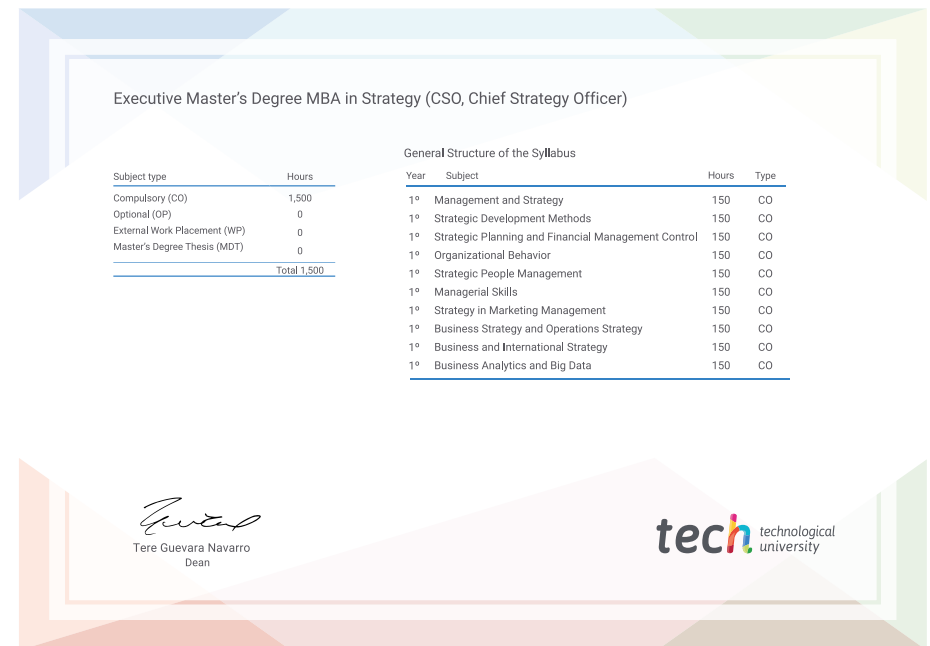 Executive Master's Degree MBA in Strategy (CSO, Chief Strategy Officer)
Subject type Hours
Compulsory (CO) 1,500
Optional (OP) 0
External Work Placement (WP) 0
Master's Degree Thesis (MDT) 0
Total 1,500
General Structure of the Syllabus
Year Subject Hours Type
1º Management and Strategy 150 CO
1º Strategic Development Methods 150 CO
1º Strategic Planning and Financial Management Control 150 CO
1º Organizational Behavior 150 CO
1º Strategic People Management 150 CO
1º Managerial Skills 150 CO
1º Strategy in Marketing Management 150 CO
1º Business Strategy and Operations Strategy 150 CO
1º Business and International Strategy 150 CO
1º Business Analytics and Big Data 150 CO
Tere Guevara Navarro
Dean
tech technological
university